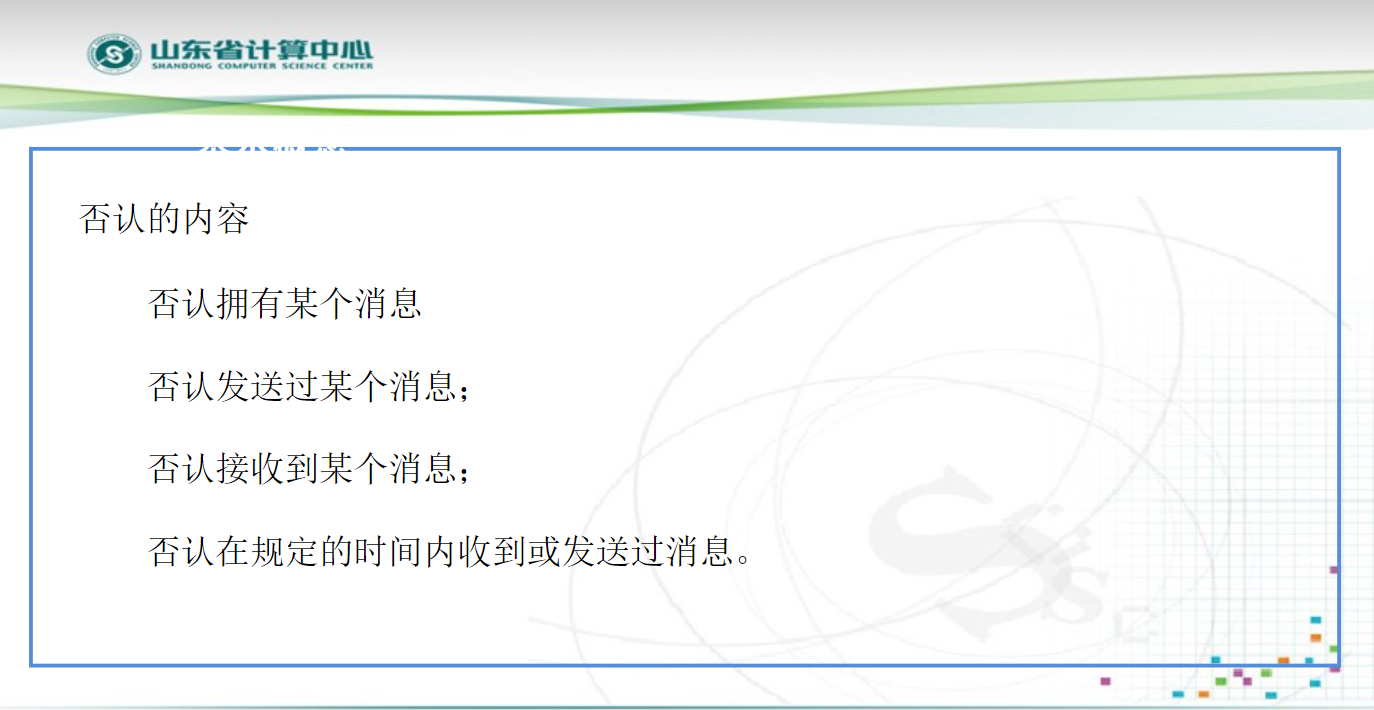 山东省计算中心
SHANDONG COMPUTER SCIENCE CENTER
否认的内容
否认拥有某个消息
否认发送过某个消息；
否认接收到某个消息；
否认在规定的时间内收到或发送过消息。